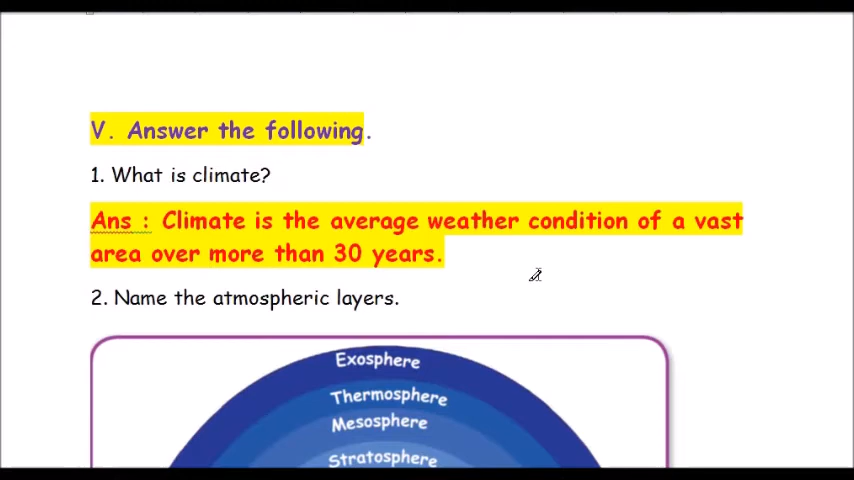 V. Answer the following.
1. What is climate?
Ans : Climate is the average weather condition of a vast
area over more than 30 years.
2. Name the atmospheric layers.
Exosphere
Thermosphere
Mesosphere
Stratosphere